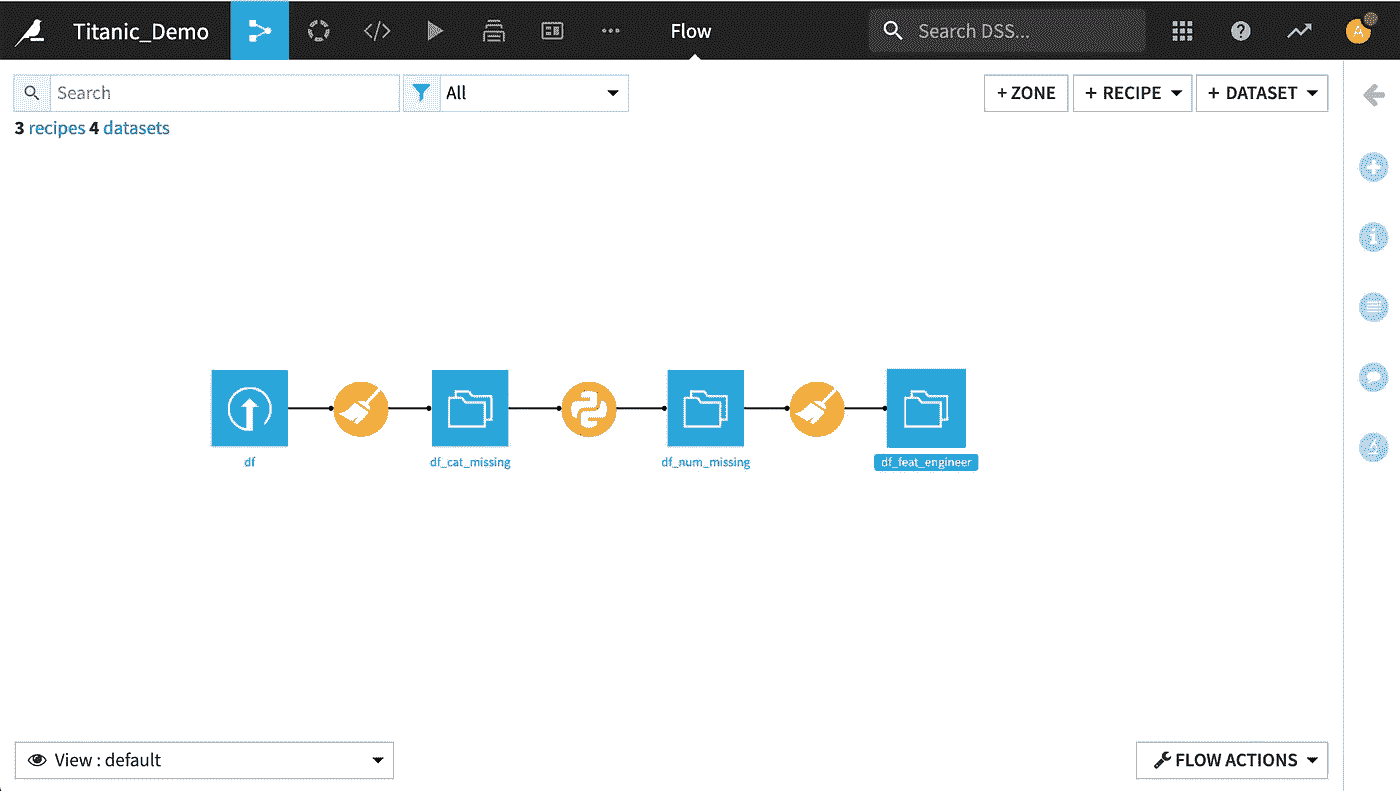 Titanic_Demo
Flow
Search DSS...
A
Search
All
+ ZONE
+ RECIPE
+ DATASET
3 recipes 4 datasets
df
df_cat_missing
df_num_missing
df_feat_engineer
View : default
FLOW ACTIONS